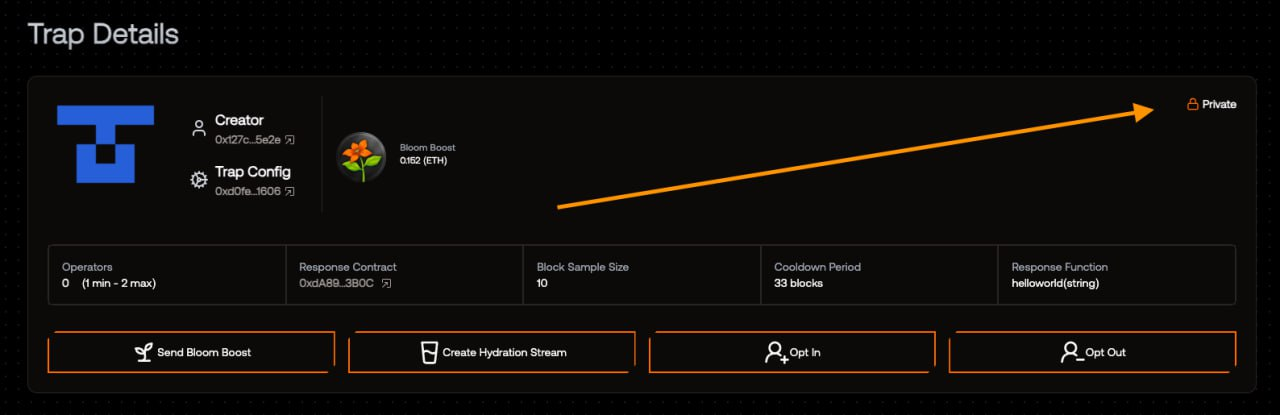 Trap Details
Private
Creator
0x127c...5e2e
Bloom Boost
0.152 (ETH)
Trap Config
0xd0fe...1606
Operators
0 (1 min - 2 max)
Response Contract
0xdA89...3B0C
Block Sample Size
10
Cooldown Period
33 blocks
Response Function
helloworld(string)
Send Bloom Boost
Create Hydration Stream
Opt In
Opt Out